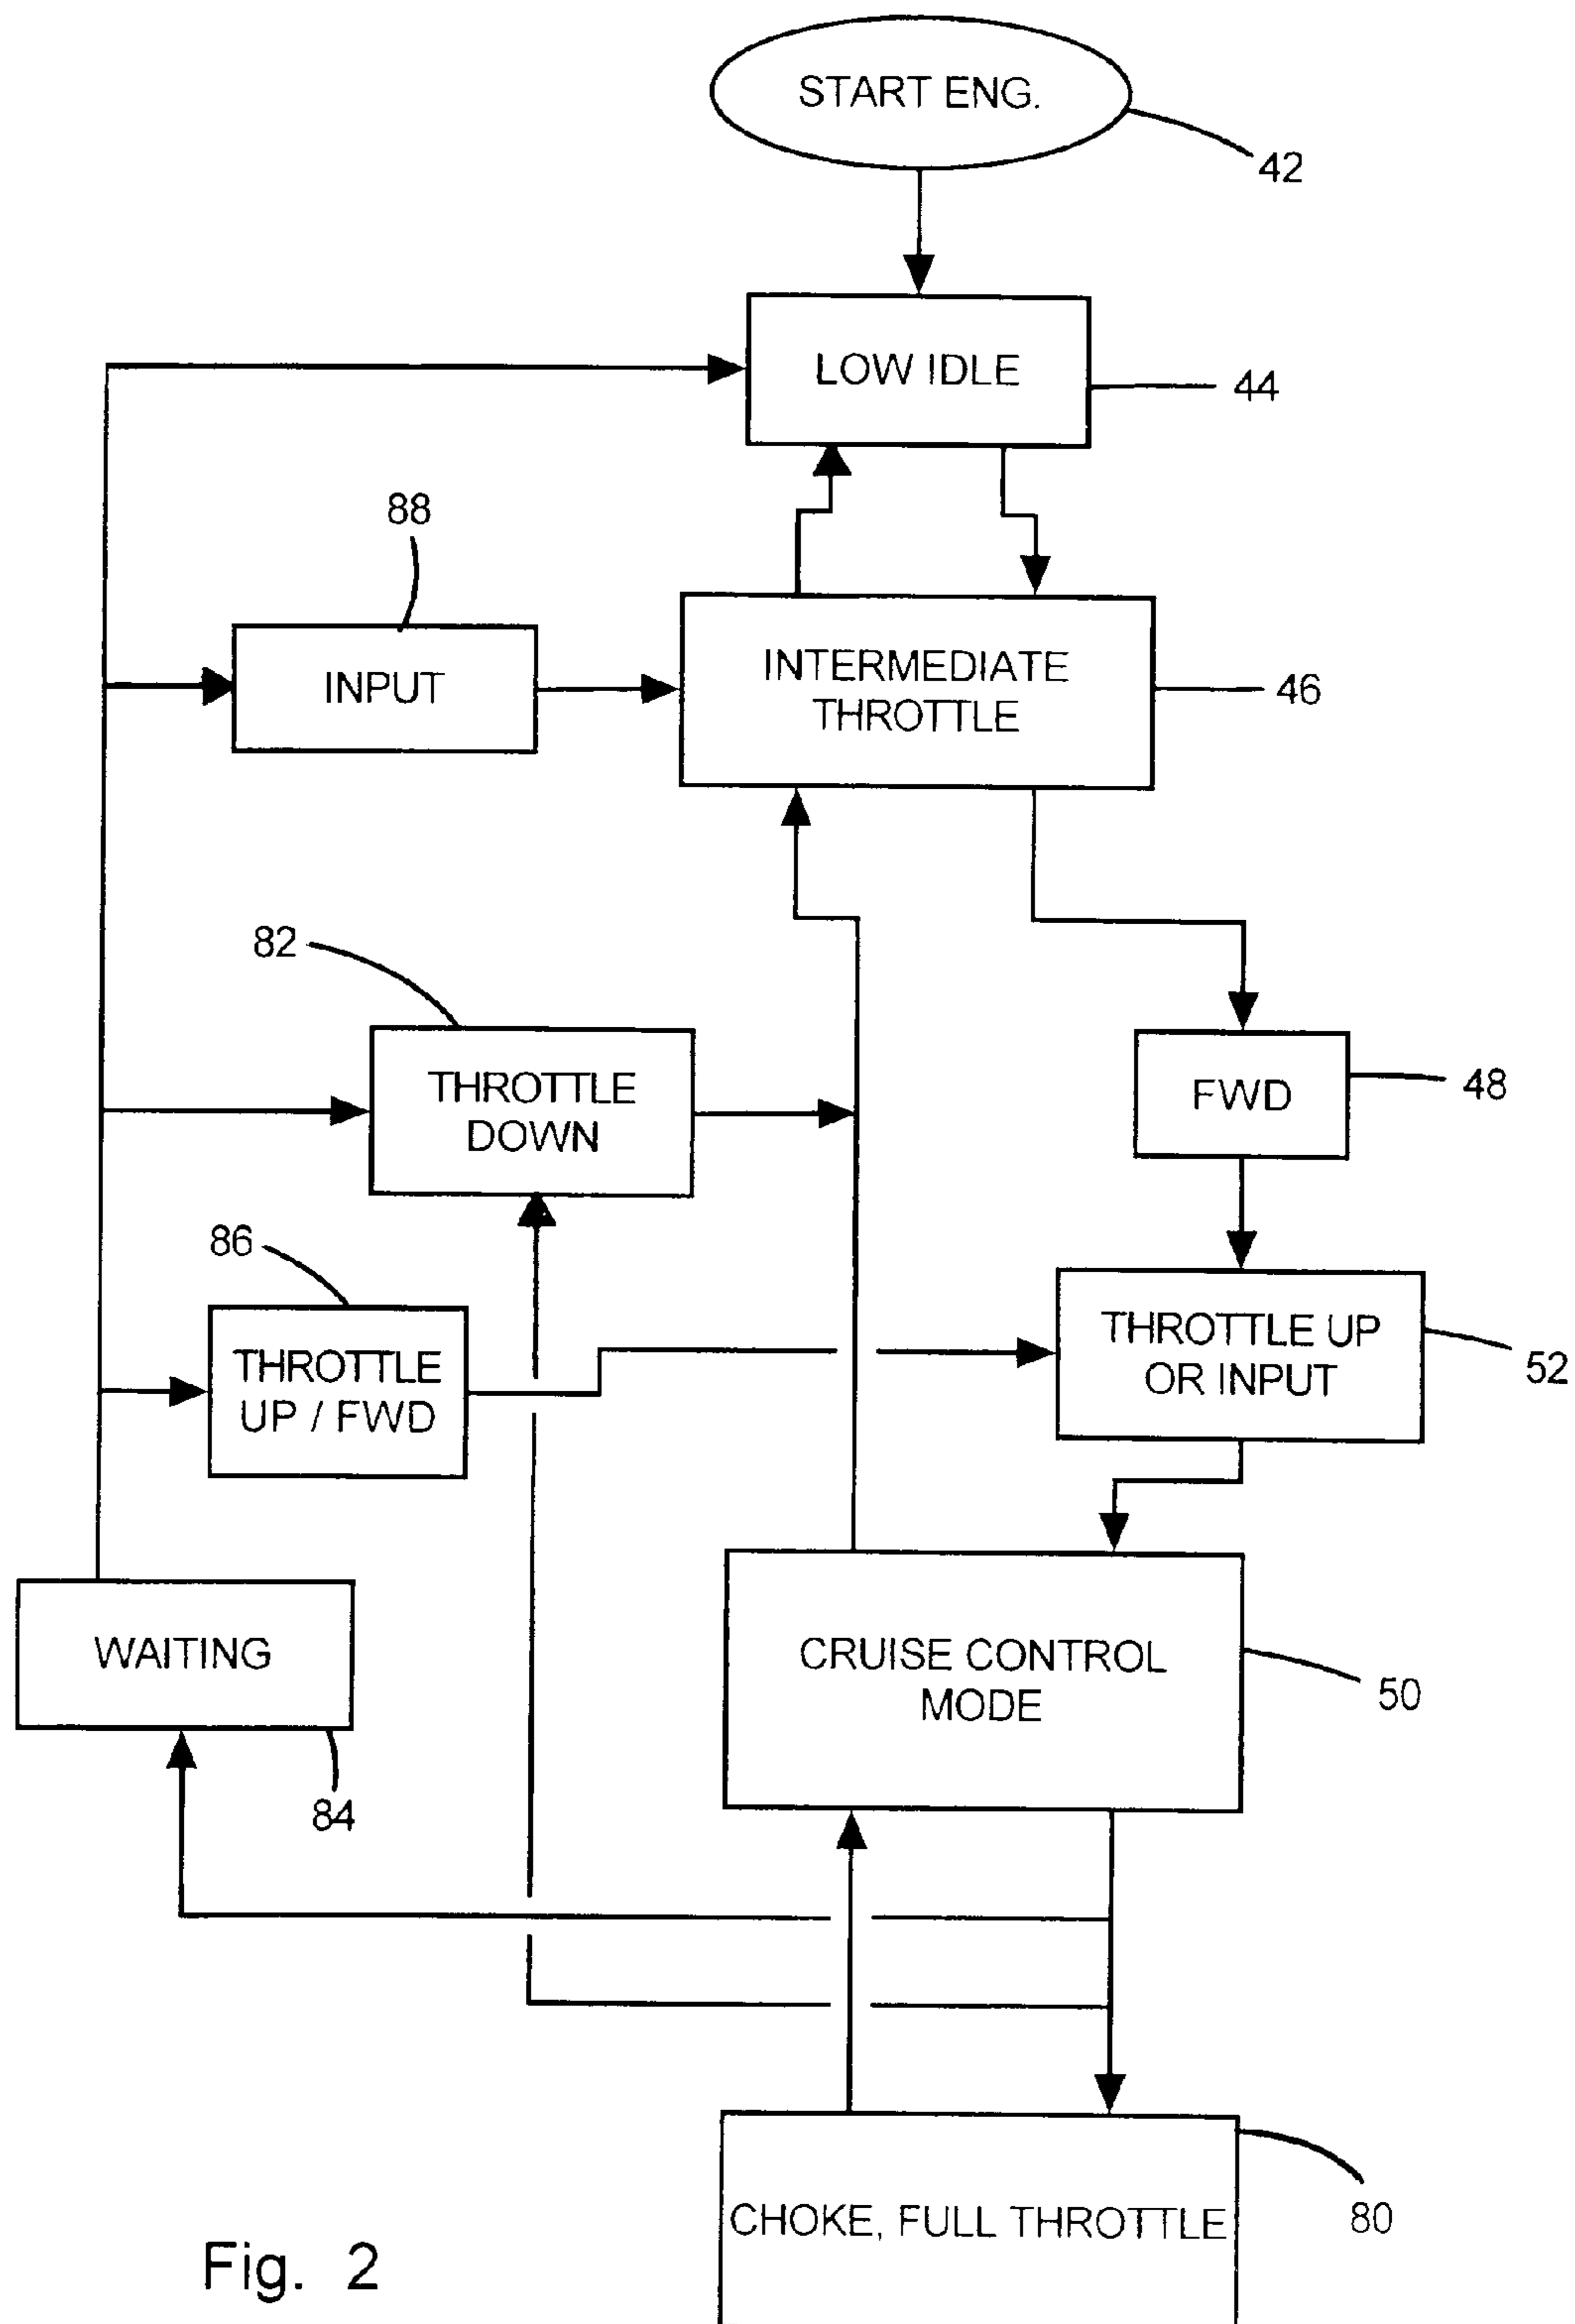 START ENG.
42
LOW IDLE
44
88
INPUT
INTERMEDIATE
THROTTLE
46
82
THROTTLE
DOWN
FWD
48
86
THROTTLE
UP / FWD
THROTTLE UP
OR INPUT
52
WAITING
84
CRUISE CONTROL
MODE
50
CHOKE, FULL THROTTLE
80
Fig. 2